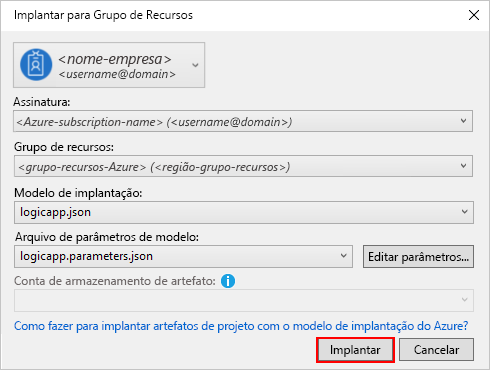 Implantar para Grupo de Recursos
<nome-empresa>
<username@domain>
Assinatura:
<Azure-subscription-name> (<username@domain>)
Grupo de recursos:
<grupo-recursos-Azure> (<região-grupo-recursos>)
Modelo de implantação:
logicapp.json
Arquivo de parâmetros de modelo:
logicapp.parameters.json
Editar parâmetros...
Conta de armazenamento de artefato:
Como fazer para implantar artefatos de projeto com o modelo de implantação do Azure?
Implantar
Cancelar